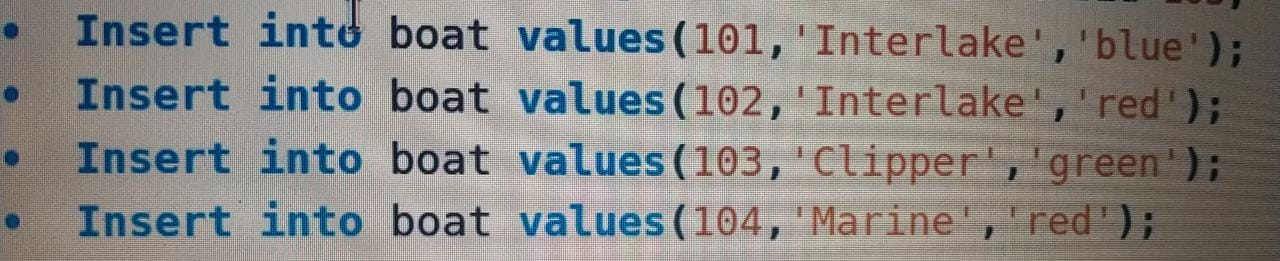 Insert into boat values(101,'Interlake','blue');
Insert into boat values(102,'Interlake','red');
Insert into boat values(103,'Clipper','green');
Insert into boat values(104,'Marine','red');